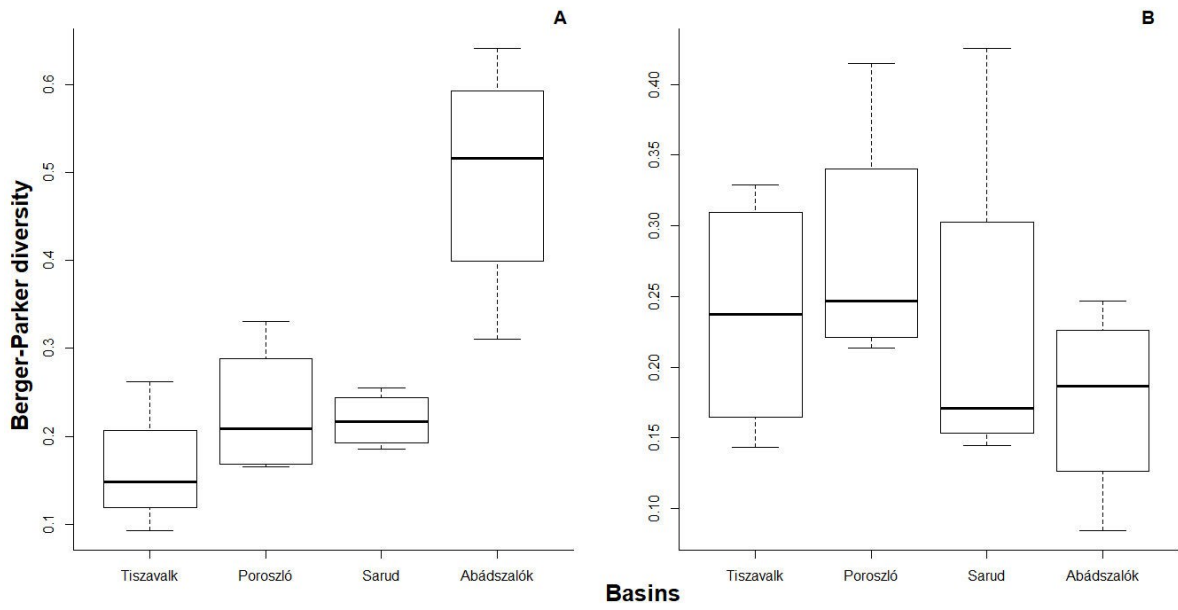 A
B
Berger-Parker diversity
0.6
0.5
0.4
0.3
0.2
0.1
Tiszavalk Poroszló Sarud Abádszalók
0.40
0.35
0.30
0.25
0.20
0.15
0.10
Tiszavalk Poroszló Sarud Abádszalók
Basins